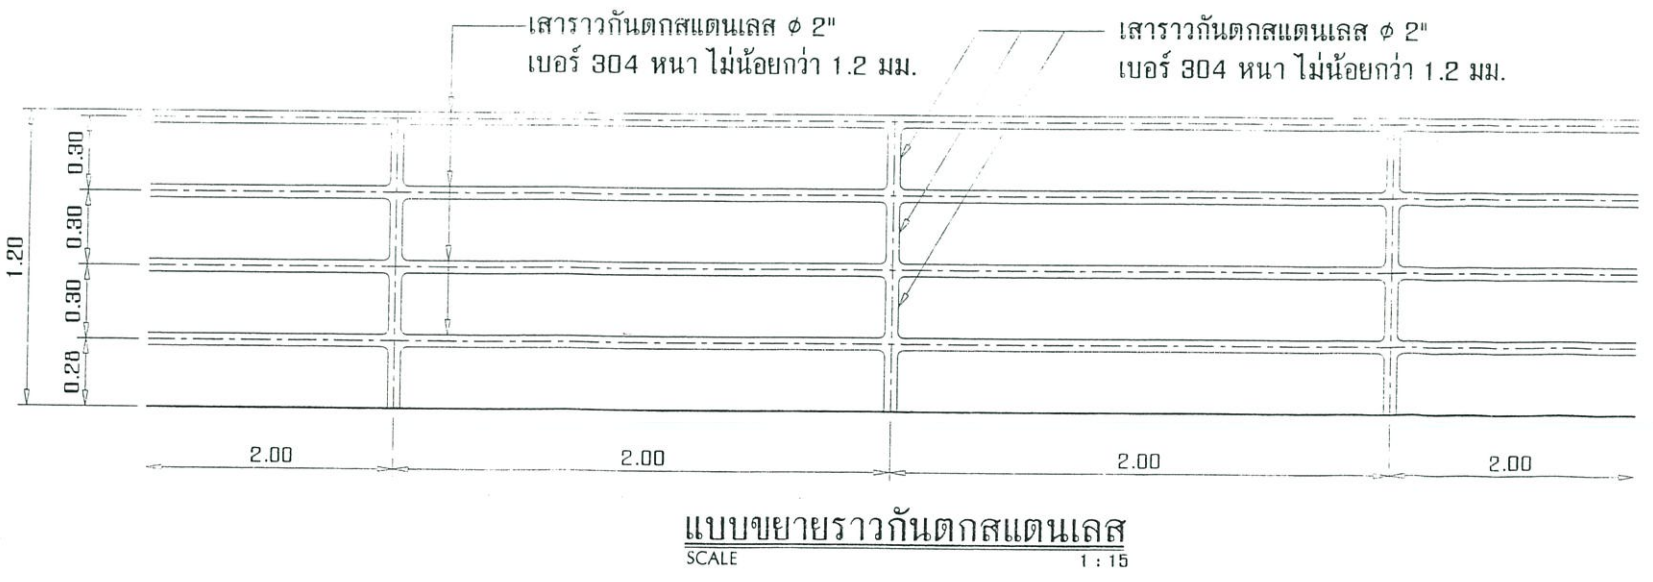 เสาราวกันตกสแตนเลส ϕ 2"
เบอร์ 304 หนา ไม่น้อยกว่า 1.2 มม.
เสาราวกันตกสแตนเลส ϕ 2"
เบอร์ 304 หนา ไม่น้อยกว่า 1.2 มม.
0.30
0.30
1.20
0.30
0.28
2.00
2.00
2.00
2.00
แบบขยายราวกันตกสแตนเลส
SCALE 1 : 15